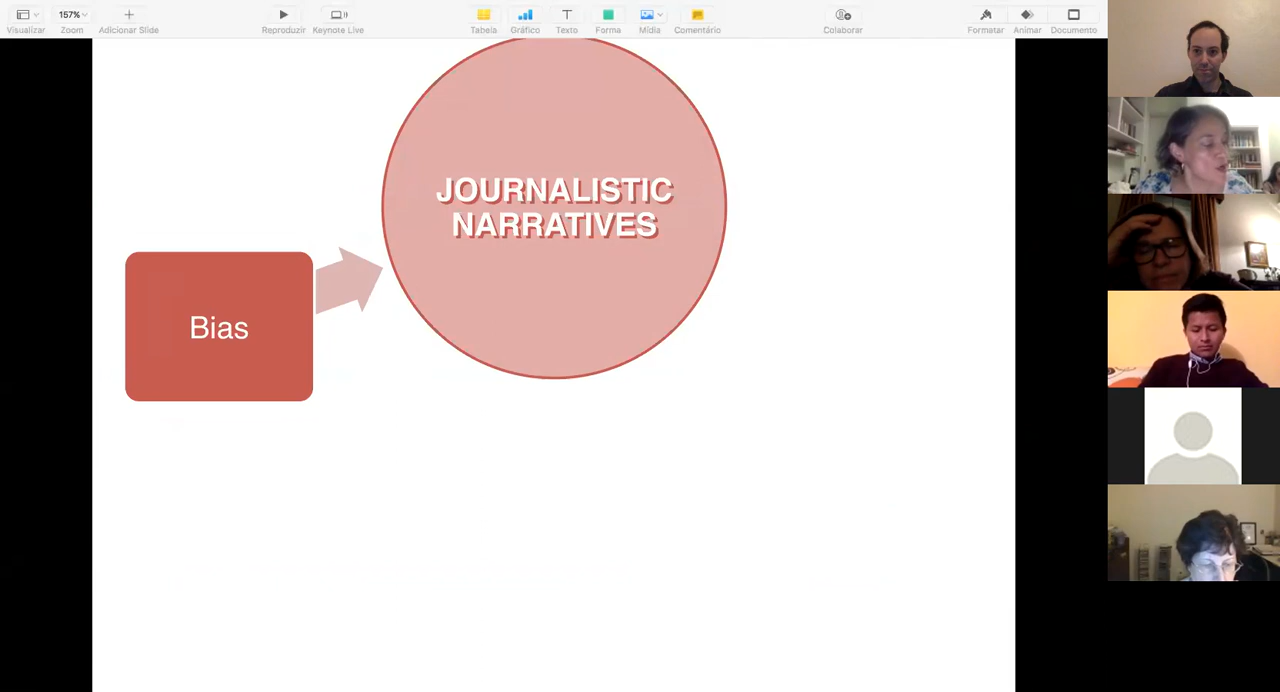 157%
Visualizar
Zoom
Adicionar Slide
Reproduzir
Keynote Live
Tabela
Gráfico
Texto
Forma
Mídia
Comentário
Colaborar
Formatar
Animar
Documento
JOURNALISTIC
NARRATIVES
Bias